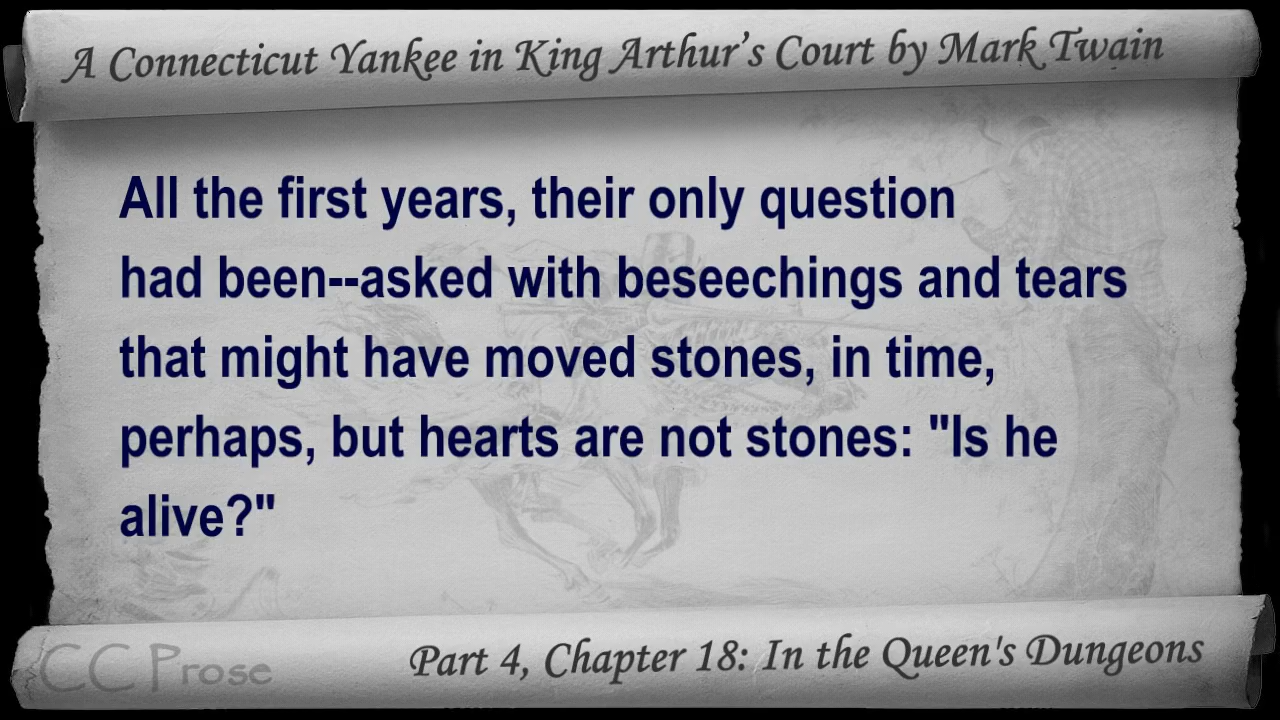 A Connecticut Yankee in King Arthur's Court by Mark Twain
All the first years, their only question
had been--asked with beseechings and tears
that might have moved stones, in time,
perhaps, but hearts are not stones: "Is he
alive?"
CC Prose
Part 4, Chapter 18: In the Queen's Dungeons